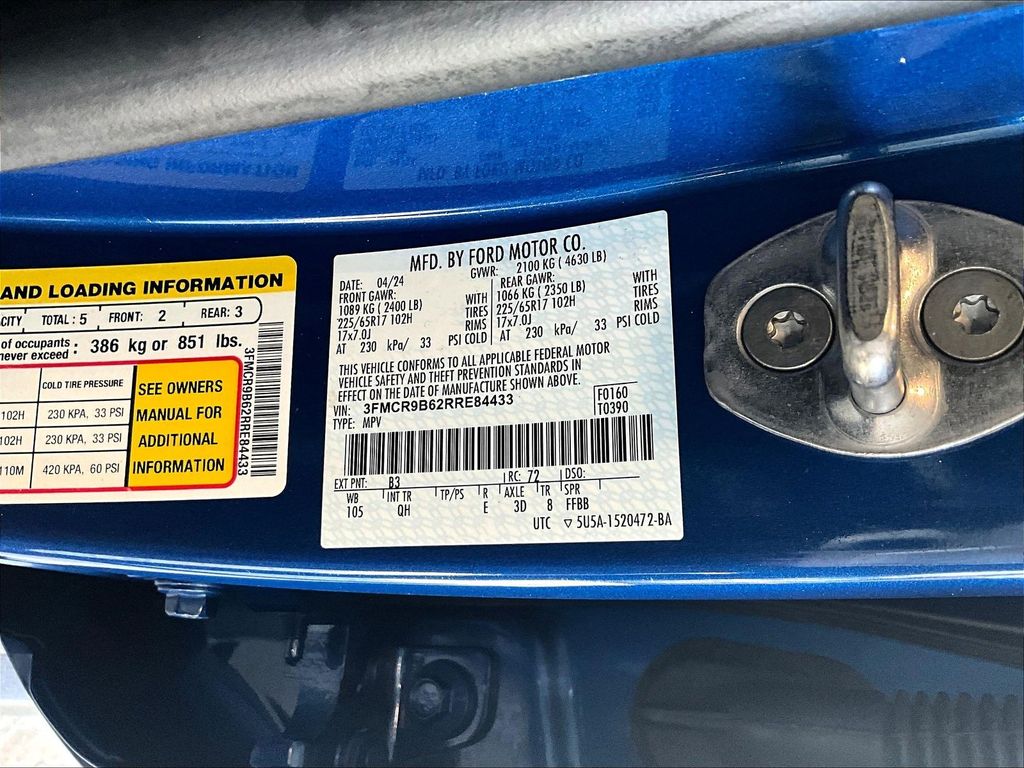 AND LOADING INFORMATION
CITY TOTAL: 5 FRONT: 2 REAR: 3
of occupants
never exceed : 386 kg or 851 lbs.
COLD TIRE PRESSURE
102H 230 KPA, 33 PSI
102H 230 KPA, 33 PSI
110M 420 KPA, 60 PSI
SEE OWNERS
MANUAL FOR
ADDITIONAL
INFORMATION
3FMCR9B62RRE84433
MFD. BY FORD MOTOR CO.
DATE: 04/24 GVWR: 2100 KG ( 4630 LB)
FRONT GAWR: REAR GAWR:
1089 KG ( 2400 LB) WITH 1066 KG ( 2350 LB) WITH
225/65R17 102H TIRES 225/65R17 102H TIRES
17x7.0J RIMS 17x7.0J RIMS
AT 230 kPa/ 33 PSI COLD AT 230 kPa/ 33 PSI COLD
THIS VEHICLE CONFORMS TO ALL APPLICABLE FEDERAL MOTOR
VEHICLE SAFETY AND THEFT PREVENTION STANDARDS IN
EFFECT ON THE DATE OF MANUFACTURE SHOWN ABOVE.
VIN: 3FMCR9B62RRE84433 F0160
TYPE: MPV T0390
EXT PNT: B3 RC: 72 DSO:
WB INT TR TP/PS R AXLE TR SPR
105 QH E 3D 8 FFBB
UTC ▽ 5U5A-1520472-BA